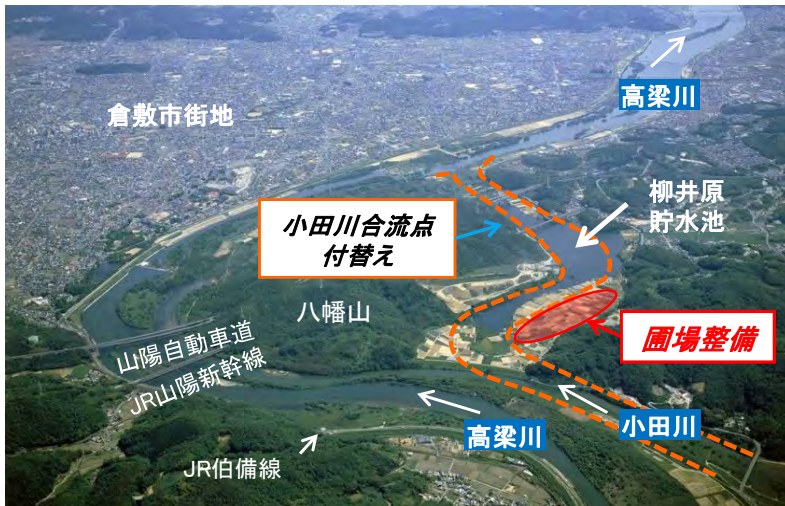 高梁川
倉敷市街地
柳井原
貯水池
小田川合流点
付替え
八幡山
圃場整備
山陽自動車道
JR山陽新幹線
小田川
高梁川
JR伯備線